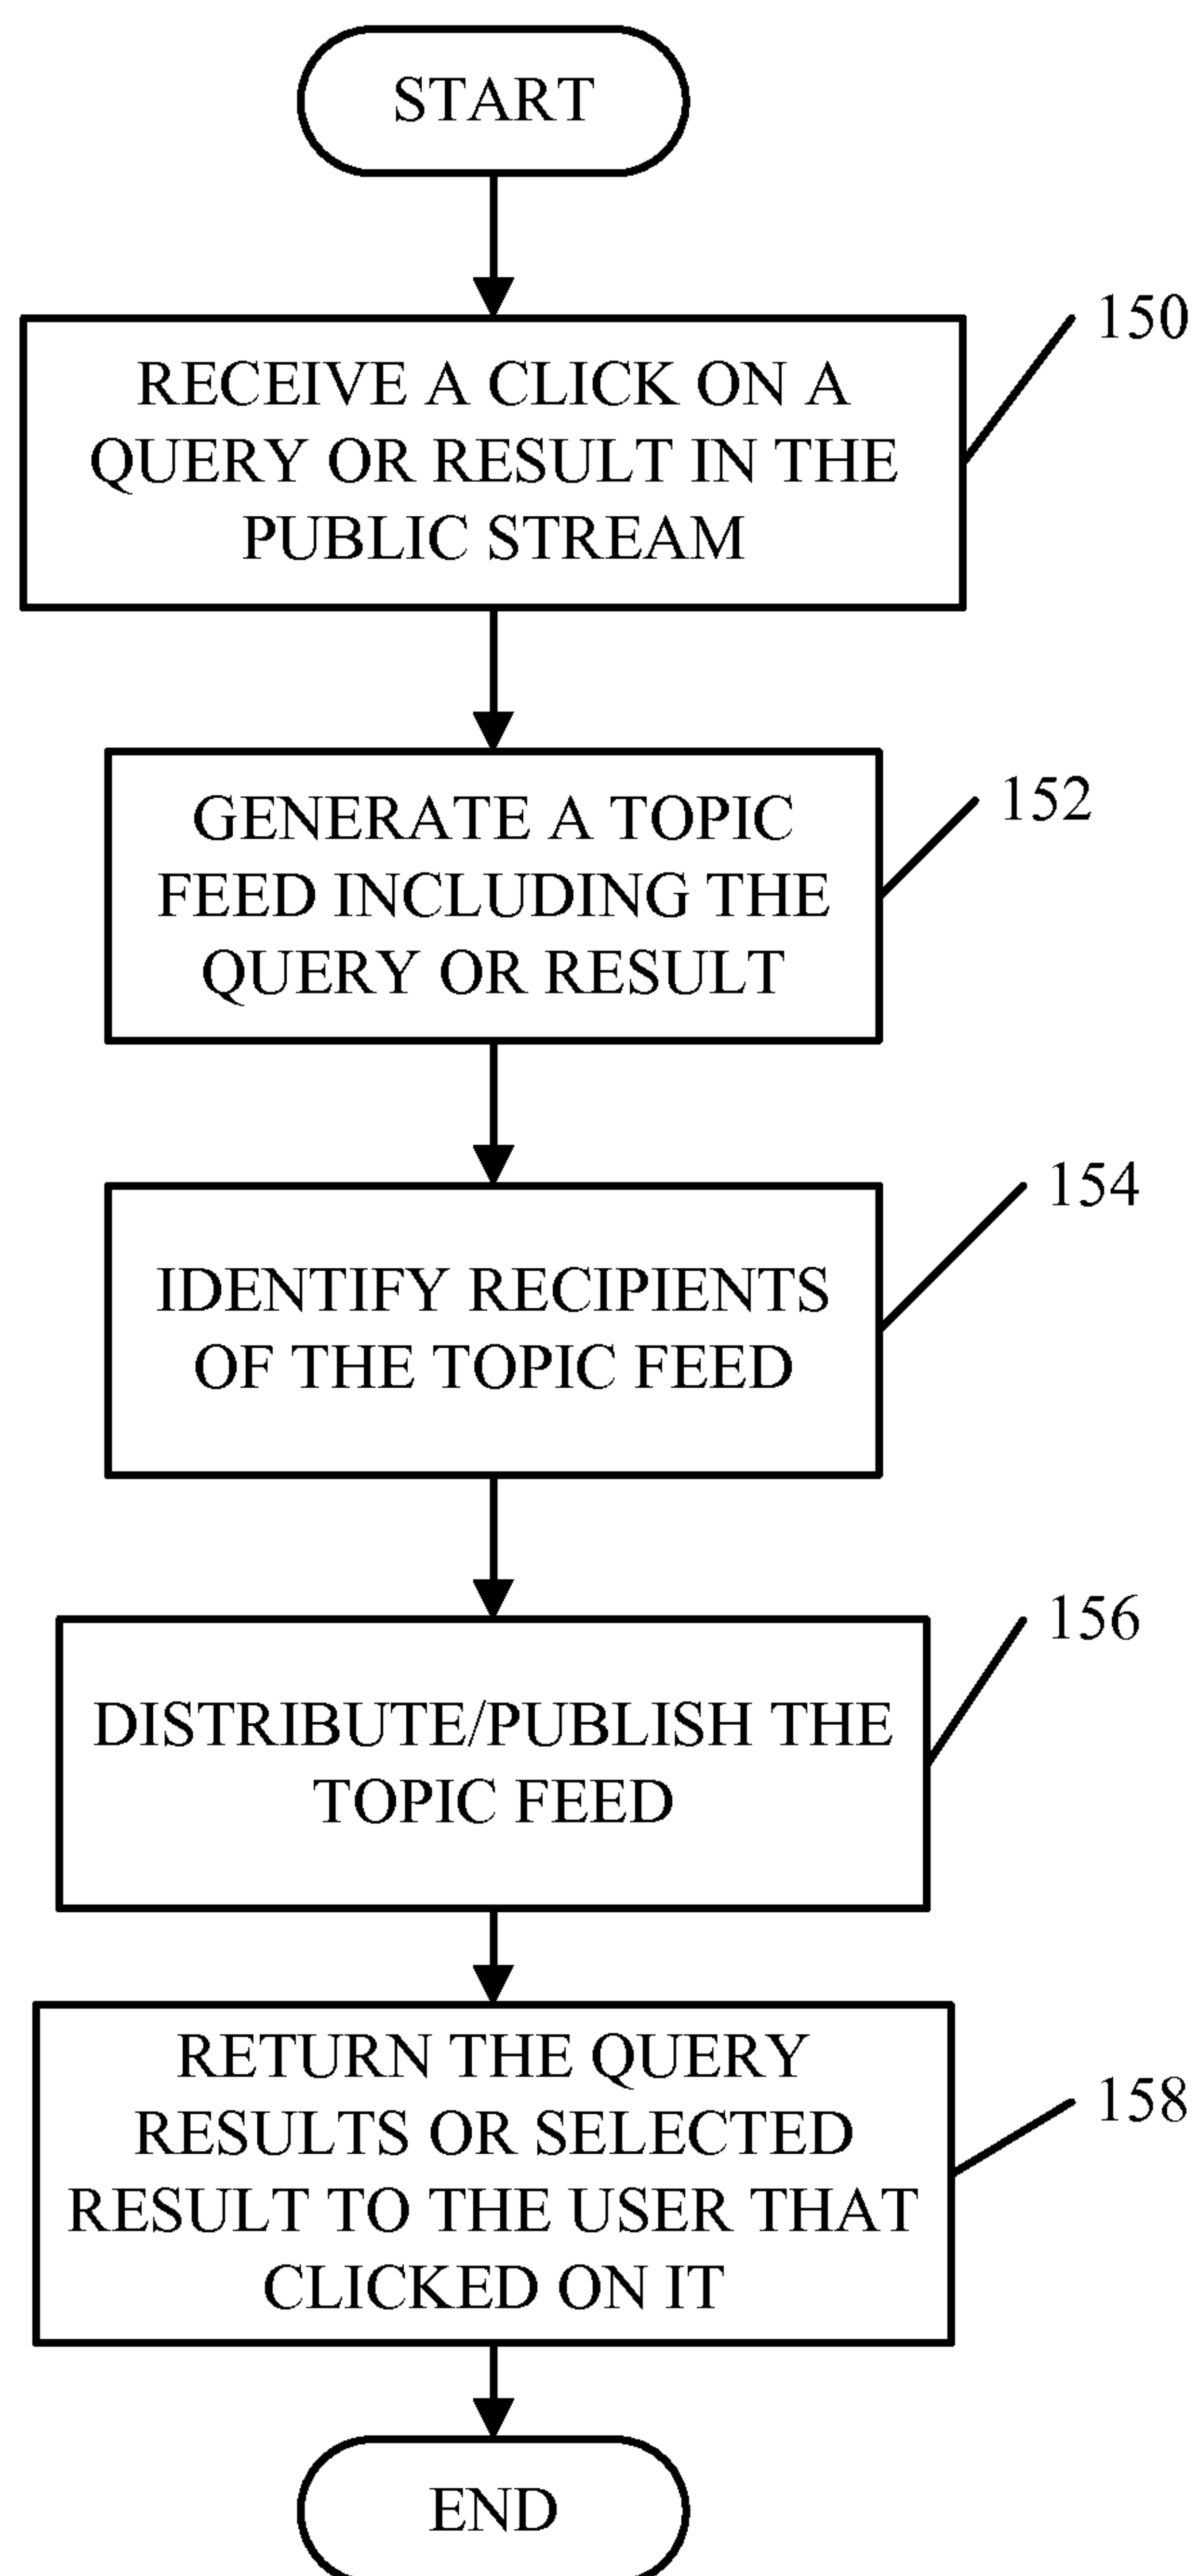 START
150
RECEIVE A CLICK ON A
QUERY OR RESULT IN THE
PUBLIC STREAM
152
GENERATE A TOPIC
FEED INCLUDING THE
QUERY OR RESULT
154
IDENTIFY RECIPIENTS
OF THE TOPIC FEED
156
DISTRIBUTE/PUBLISH THE
TOPIC FEED
158
RETURN THE QUERY
RESULTS OR SELECTED
RESULT TO THE USER THAT
CLICKED ON IT
END